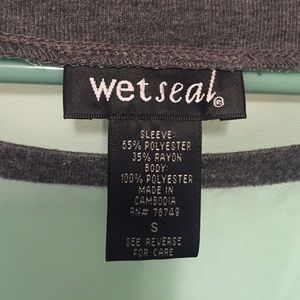 wetseal®
SLEEVE:
65% POLYESTER
35% RAYON
BODY:
100% POLYESTER
MADE IN
CAMBODIA
RN# 78749
S
SEE REVERSE
FOR CARE